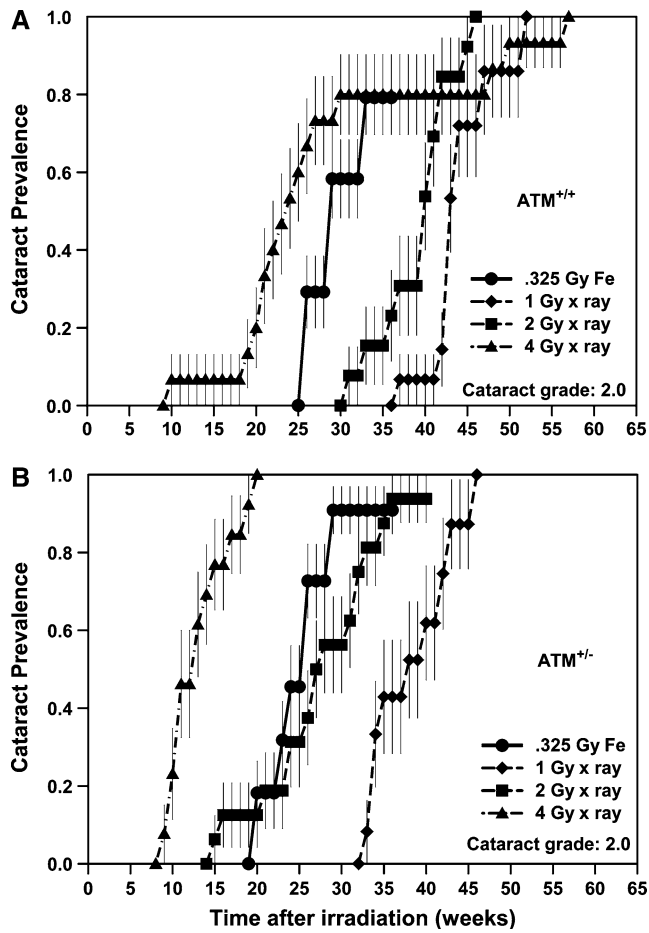 A
1.0
0.8
0.6
0.4
0.2
0.0
Cataract Prevalence
ATM+/+
.325 Gy Fe
1 Gy x ray
2 Gy x ray
4 Gy x ray
Cataract grade: 2.0
0 5 10 15 20 25 30 35 40 45 50 55 60 65
B
1.0
0.8
0.6
0.4
0.2
0.0
Cataract Prevalence
ATM+/-
.325 Gy Fe
1 Gy x ray
2 Gy x ray
4 Gy x ray
Cataract grade: 2.0
0 5 10 15 20 25 30 35 40 45 50 55 60 65
Time after irradiation (weeks)